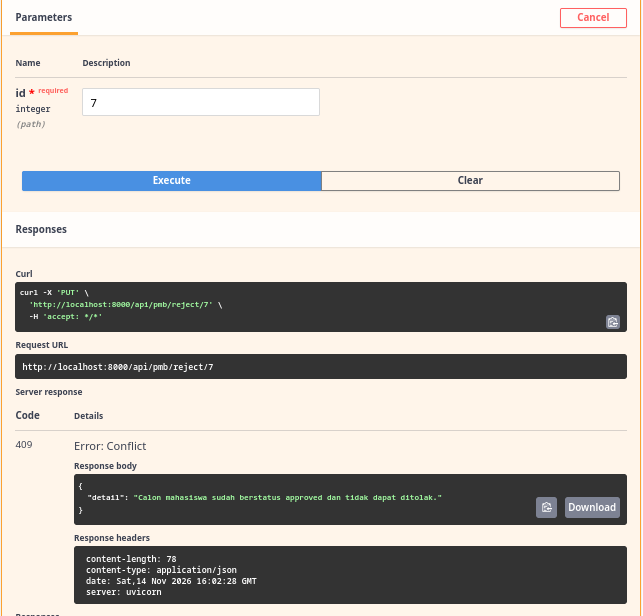 Parameters
Cancel
Name Description
id * required
integer
(path)
7
Execute Clear
Responses
Curl
curl -X 'PUT' \
'http://localhost:8000/api/pmb/reject/7' \
-H 'accept: */*'
Request URL
http://localhost:8000/api/pmb/reject/7
Server response
Code Details
409 Error: Conflict
Response body
{
"detail": "Calon mahasiswa sudah berstatus approved dan tidak dapat ditolak."
}
Download
Response headers
content-length: 78
content-type: application/json
date: Sat,14 Nov 2026 16:02:28 GMT
server: uvicorn
Responses